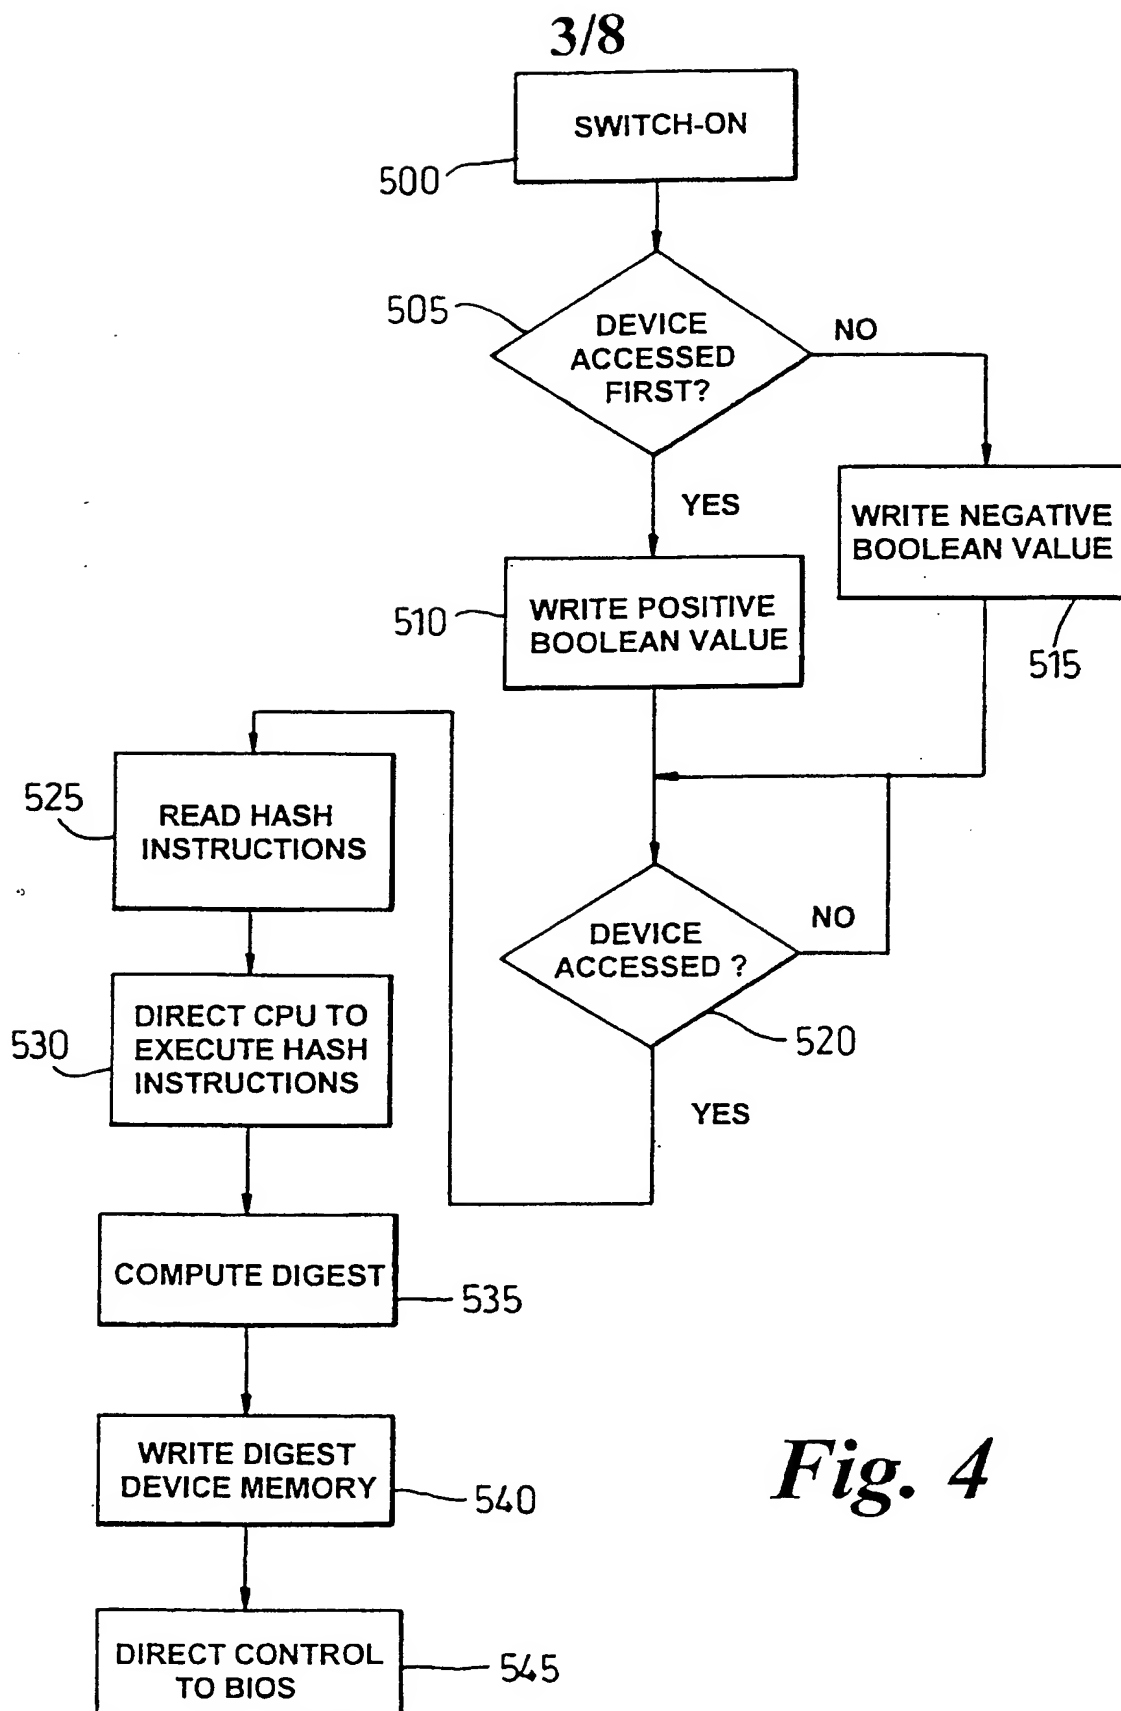 3/8
SWITCH-ON
500
505
DEVICE
ACCESSED
FIRST?
NO
YES
WRITE NEGATIVE
BOOLEAN VALUE
515
510
WRITE POSITIVE
BOOLEAN VALUE
525
READ HASH
INSTRUCTIONS
DEVICE
ACCESSED ?
NO
520
YES
530
DIRECT CPU TO
EXECUTE HASH
INSTRUCTIONS
COMPUTE DIGEST
535
WRITE DIGEST
DEVICE MEMORY
540
Fig. 4
DIRECT CONTROL
TO BIOS
545